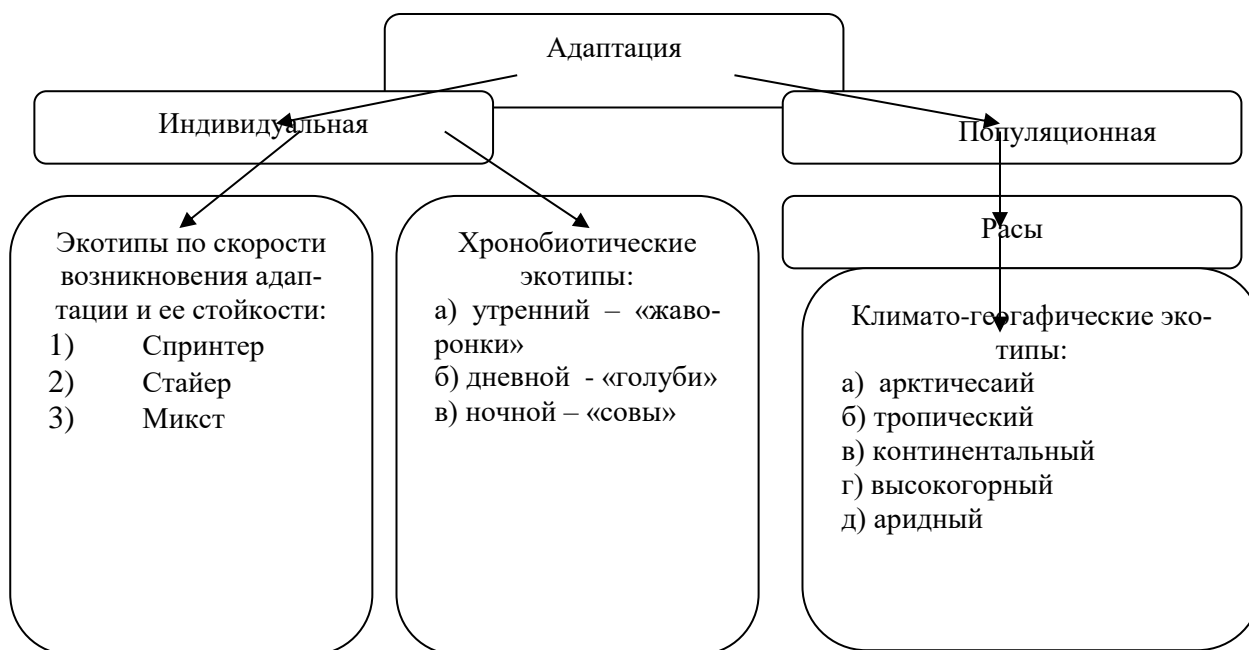 Адаптация
Индивидуальная
Популяционная
Экотипы по скорости
возникновения адап-
тации и ее стойкости:
1) Спринтер
2) Стайер
3) Микст
Хронобиотические
экотипы:
а) утренний – «жаво-
ронки»
б) дневной - «голуби»
в) ночной – «совы»
Расы
Климато-геогафические эко-
типы:
а) арктичесаий
б) тропический
в) континентальный
г) высокогорный
д) аридный